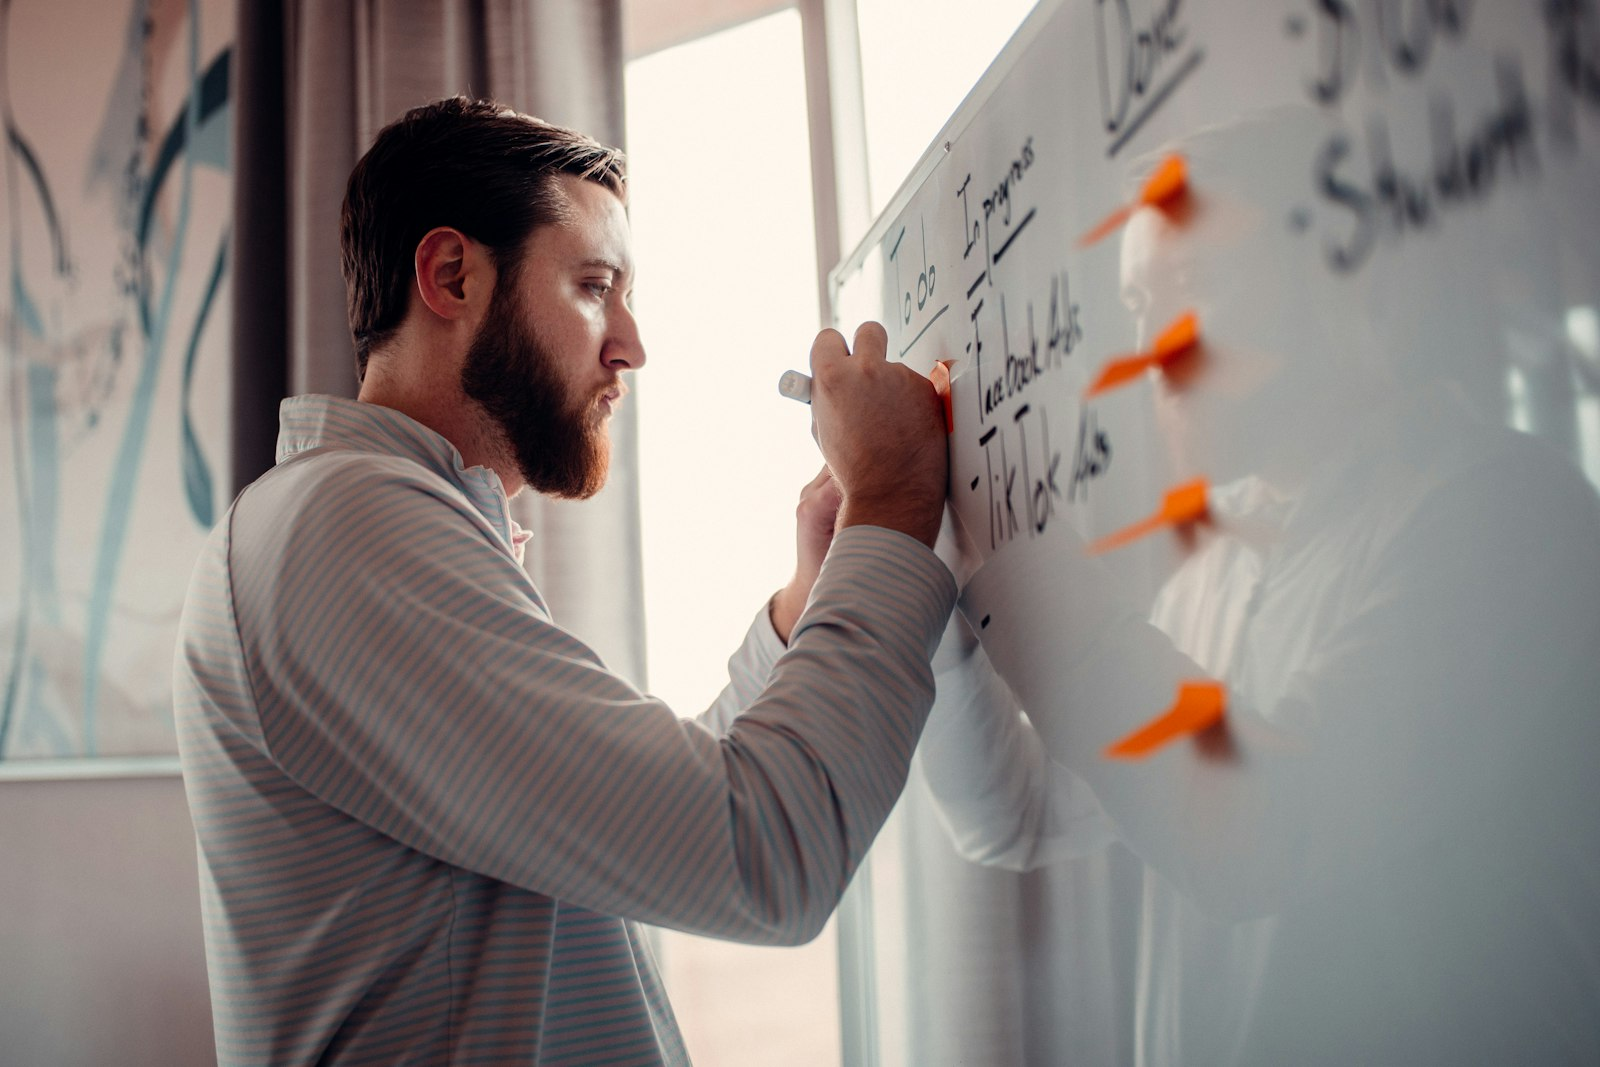 To do
In progress
- Facebook Ads
- TikTok Ads
-
Done
- Student